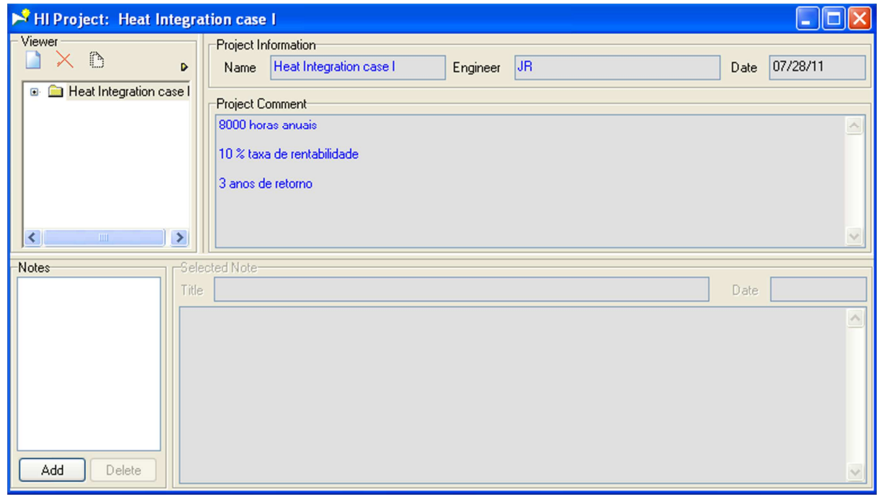 HI Project: Heat Integration case I
Viewer
Heat Integration case I
Project Information
Name Heat Integration case I Engineer JR Date 07/28/11
Project Comment
8000 horas anuais
10 % taxa de rentabilidade
3 anos de retorno
Notes
Add Delete
Selected Note
Title Date